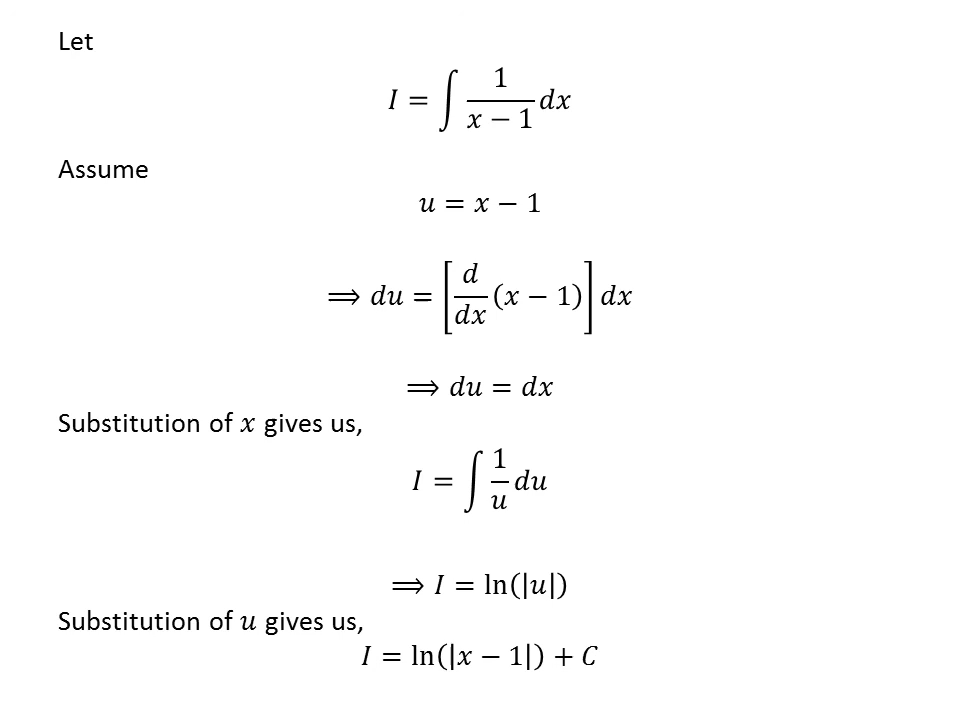 Let
I = ∫ 1/(x − 1) dx
Assume
u = x − 1
⟹ du = [d/dx (x − 1)] dx
⟹ du = dx
Substitution of x gives us,
I = ∫ 1/u du
⟹ I = ln(|u|)
Substitution of u gives us,
I = ln(|x − 1|) + C